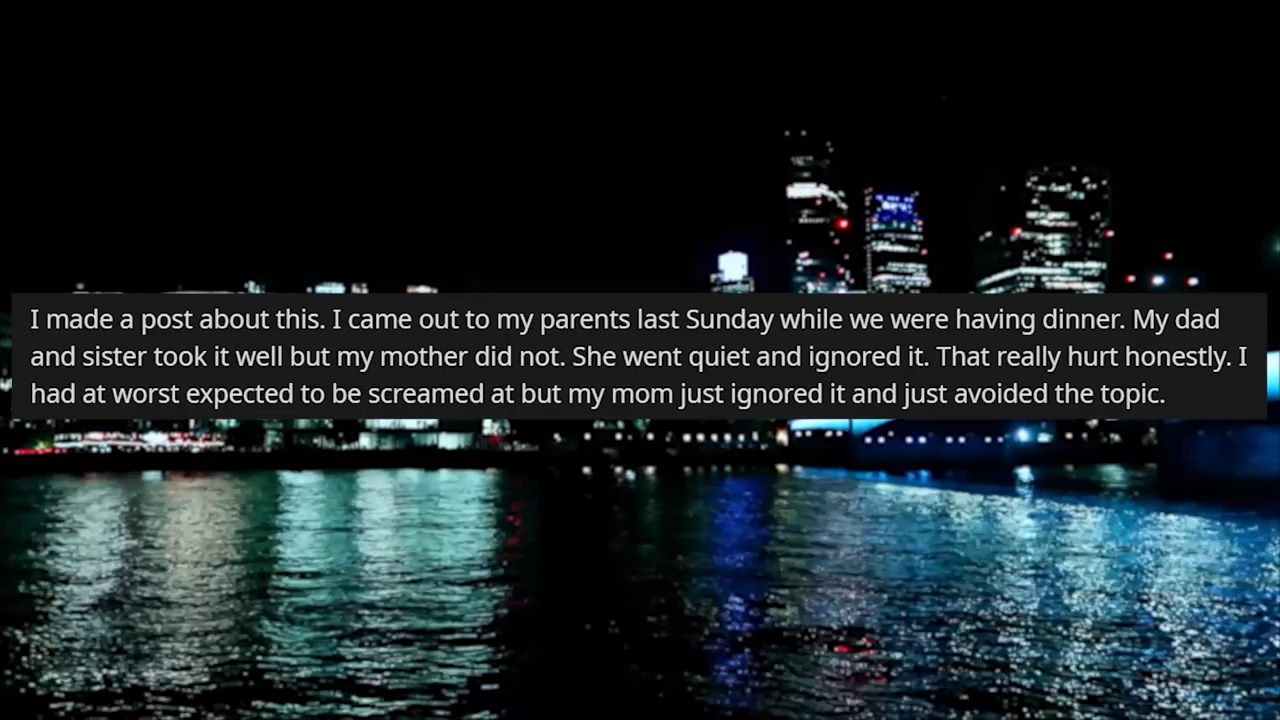 I made a post about this. I came out to my parents last Sunday while we were having dinner. My dad
and sister took it well but my mother did not. She went quiet and ignored it. That really hurt honestly. I
had at worst expected to be screamed at but my mom just ignored it and just avoided the topic.